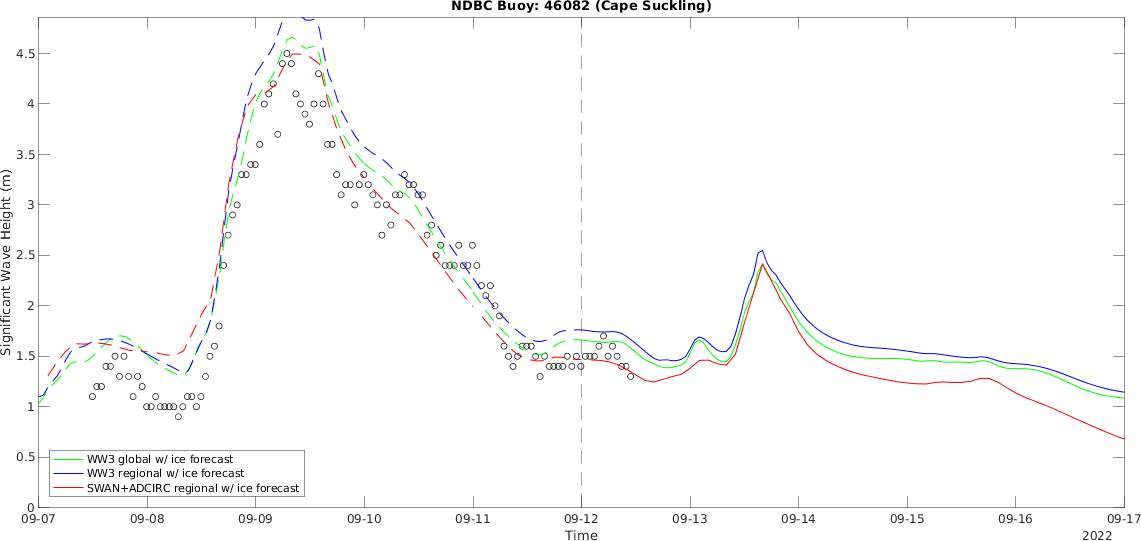 NDBC Buoy: 46082 (Cape Suckling)
Significant Wave Height (m)
4.5
4
3.5
3
2.5
2
1.5
1
0.5
0
WW3 global w/ ice forecast
WW3 regional w/ ice forecast
SWAN+ADCIRC regional w/ ice forecast
09-07 09-08 09-09 09-10 09-11 09-12 09-13 09-14 09-15 09-16 09-17
Time
2022